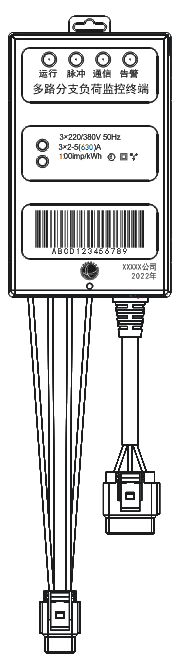 运行 脉冲 通信 告警
多路分支负荷监控终端
3×220/380V 50Hz
3×2-5(630)A
100imp/kWh
ABCD123456789
XXXXX公司
2022年